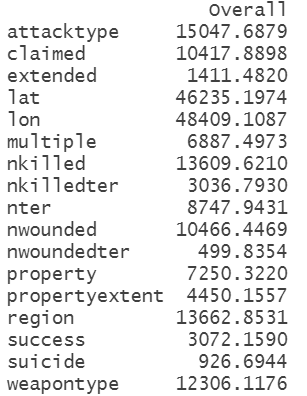 Overall
attacktype 15047.6879
claimed 10417.8898
extended 1411.4820
lat 46235.1974
lon 48409.1087
multiple 6887.4973
nkilled 13609.6210
nkilledter 3036.7930
nter 8747.9431
nwounded 10466.4469
nwoundedter 499.8354
property 7250.3220
propertyextent 4450.1557
region 13662.8531
success 3072.1590
suicide 926.6944
weapontype 12306.1176